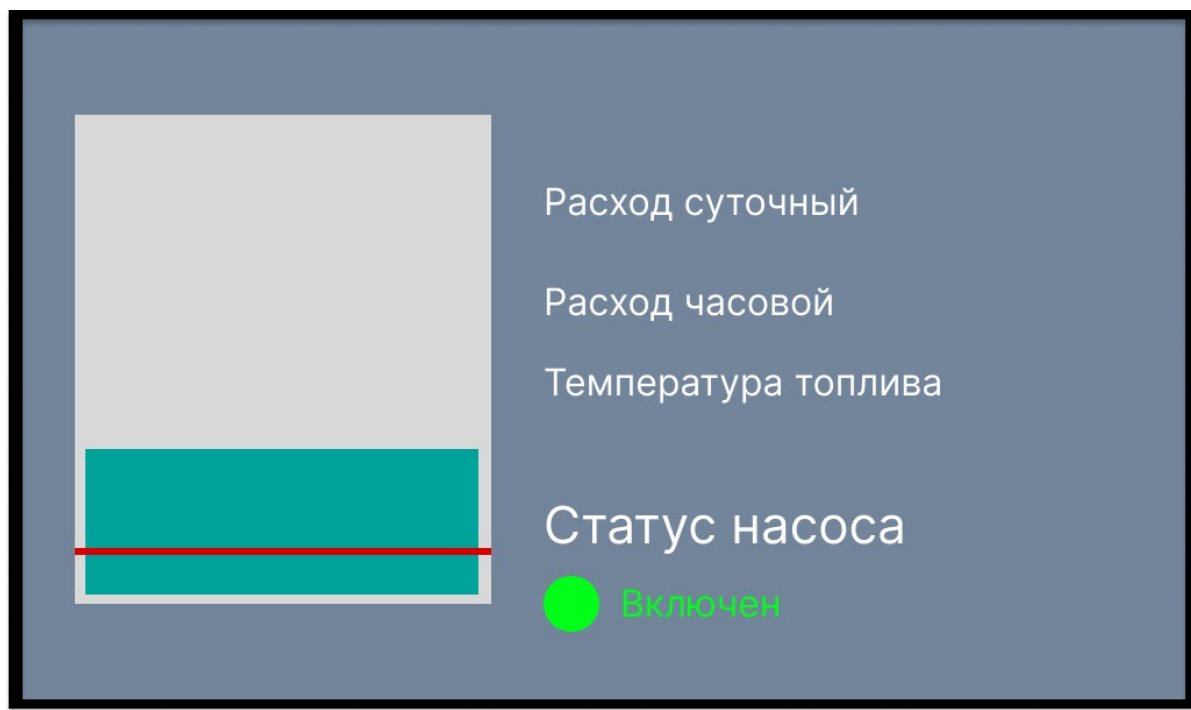 Расход суточный
Расход часовой
Температура топлива
Статус насоса
Включен